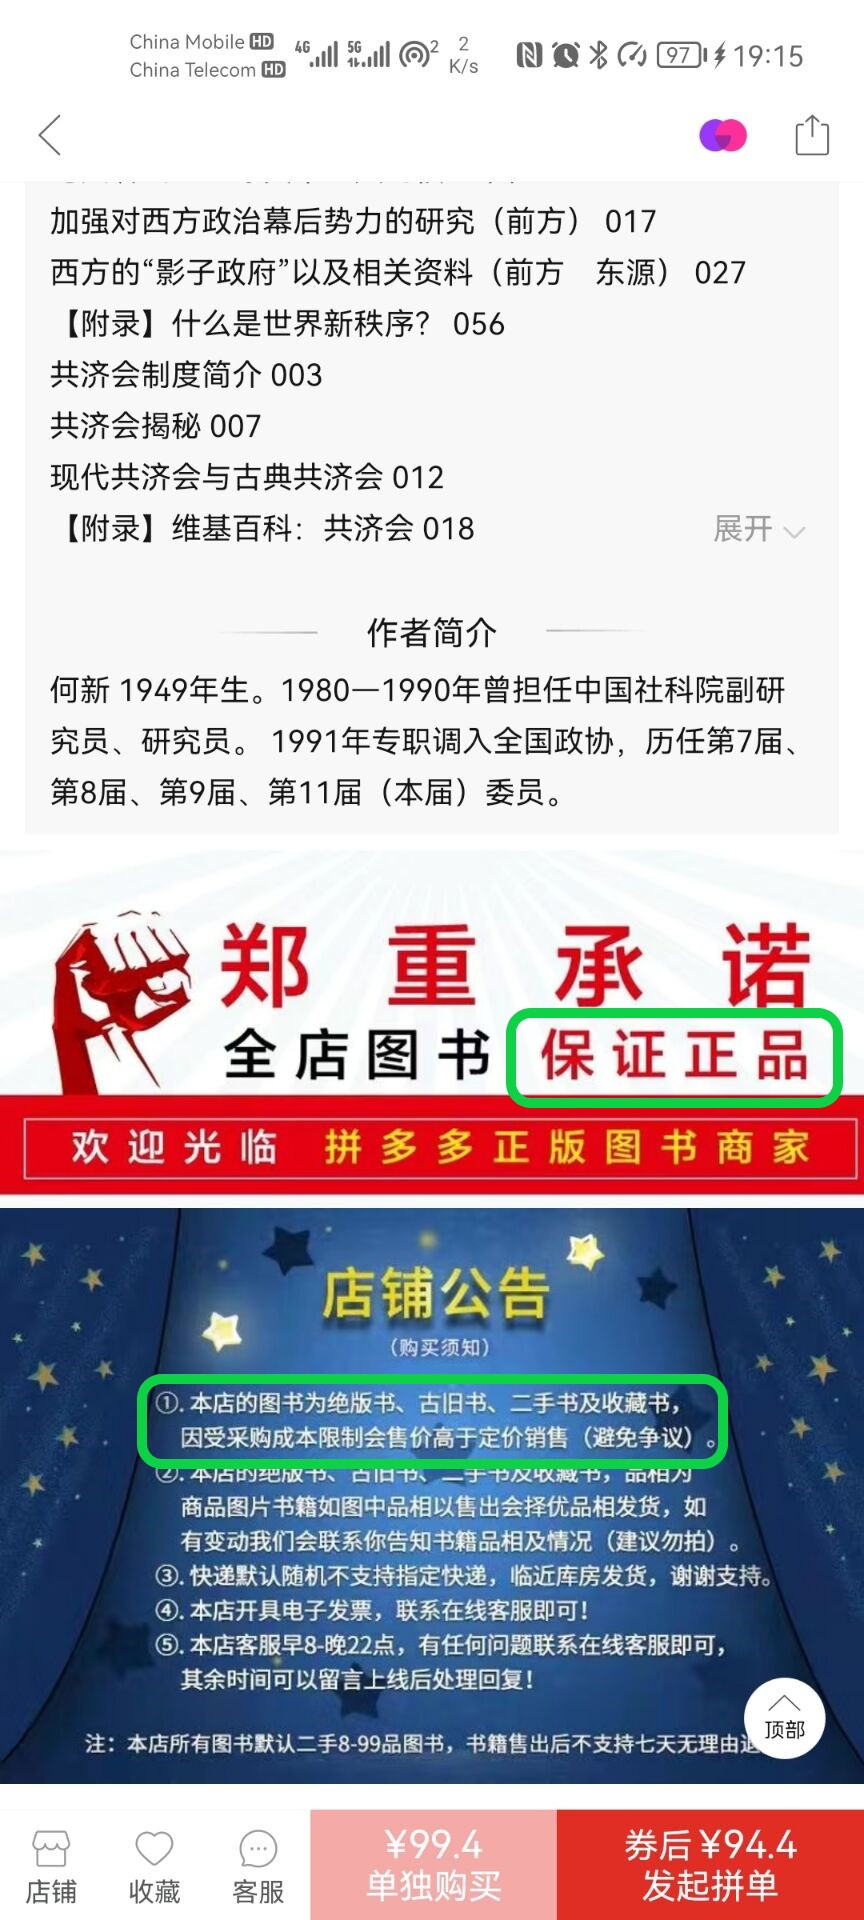 China Mobile HD
China Telecom HD
4G
5G
2
2
K/s
97
19:15
加强对西方政治幕后势力的研究（前方） 017
西方的“影子政府”以及相关资料（前方　东源） 027
【附录】什么是世界新秩序？ 056
共济会制度简介 003
共济会揭秘 007
现代共济会与古典共济会 012
【附录】维基百科：共济会 018
展开
作者简介
何新 1949年生。1980—1990年曾担任中国社科院副研
究员、研究员。 1991年专职调入全国政协，历任第7届、
第8届、第9届、第11届（本届）委员。
郑重承诺
全店图书 保证正品
欢迎光临 拼多多正版图书商家
店铺公告
（购买须知）
①. 本店的图书为绝版书、古旧书、二手书及收藏书，
因受采购成本限制会售价高于定价销售（避免争议）。
②. 本店的绝版书、古旧书、二手书及收藏书，品相为
商品图片书籍如图中品相以售出会择优品相发货，如
有变动我们会联系你告知书籍品相及情况（建议勿拍）。
③. 快递默认随机不支持指定快递，临近库房发货，谢谢支持。
④. 本店开具电子发票，联系在线客服即可！
⑤. 本店客服早8-晚22点，有任何问题联系在线客服即可，
其余时间可以留言上线后处理回复！
注：本店所有图书默认二手8-99品图书，书籍售出后不支持七天无理由退
顶部
店铺
收藏
客服
¥99.4
单独购买
券后 ¥94.4
发起拼单